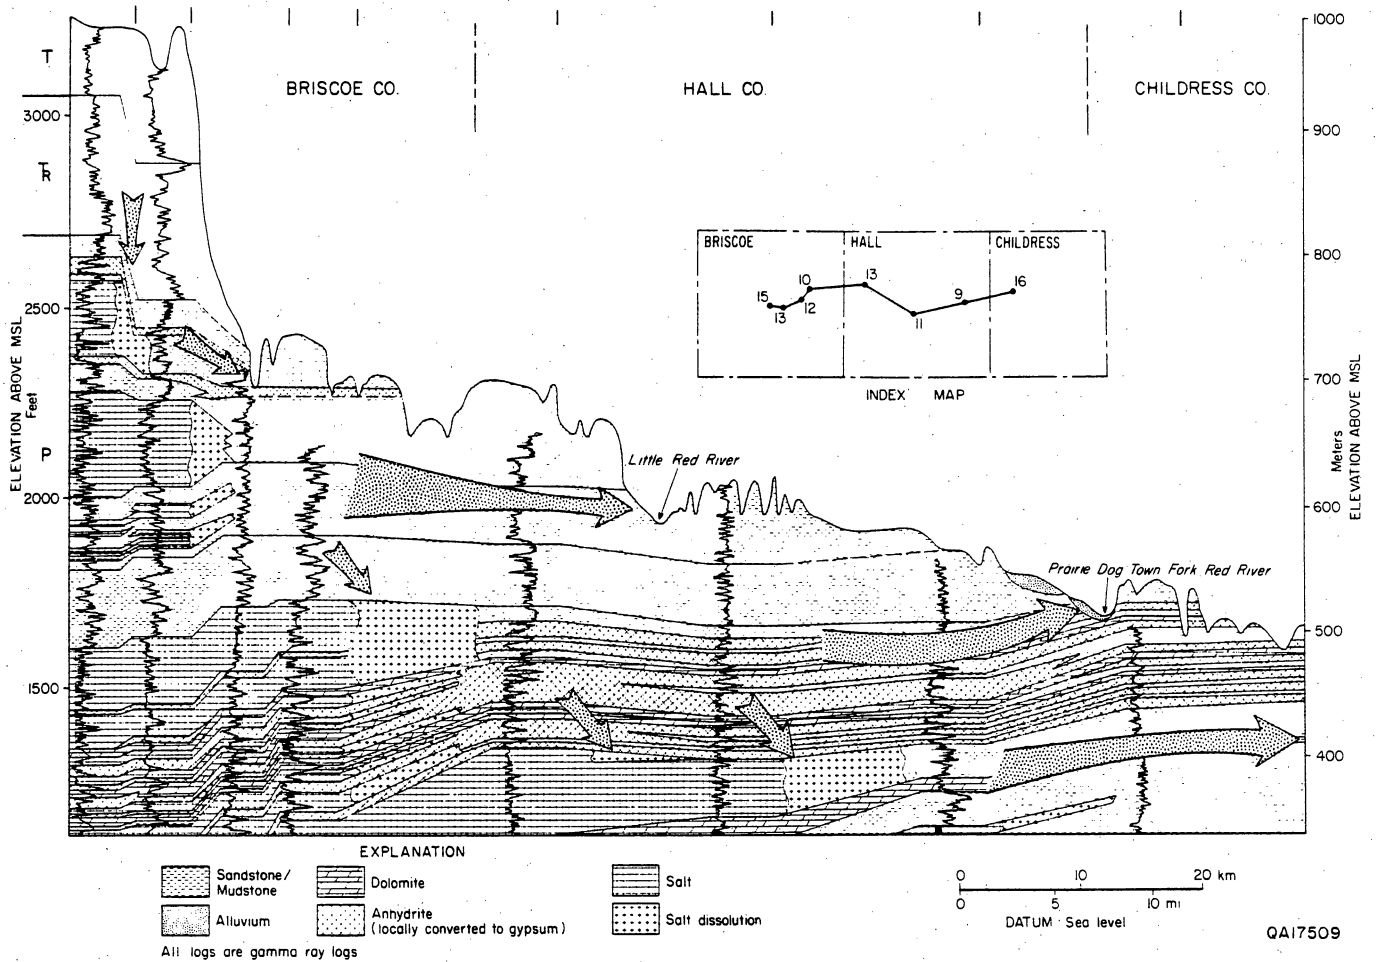 BRISCOE CO.
HALL CO.
CHILDRESS CO.
T
TR
P
ELEVATION ABOVE MSL
Feet
3000
2500
2000
1500
1000
900
800
700
600
500
400
Meters
ELEVATION ABOVE MSL
BRISCOE
HALL
CHILDRESS
15
13
12
10
13
11
9
16
INDEX MAP
Little Red River
Prairie Dog Town Fork Red River
EXPLANATION
Sandstone/
Mudstone
Alluvium
Dolomite
Anhydrite
(locally converted to gypsum)
Salt
Salt dissolution
All logs are gamma ray logs
0 10 20 km
0 5 10 mi
DATUM: Sea level
QA17509